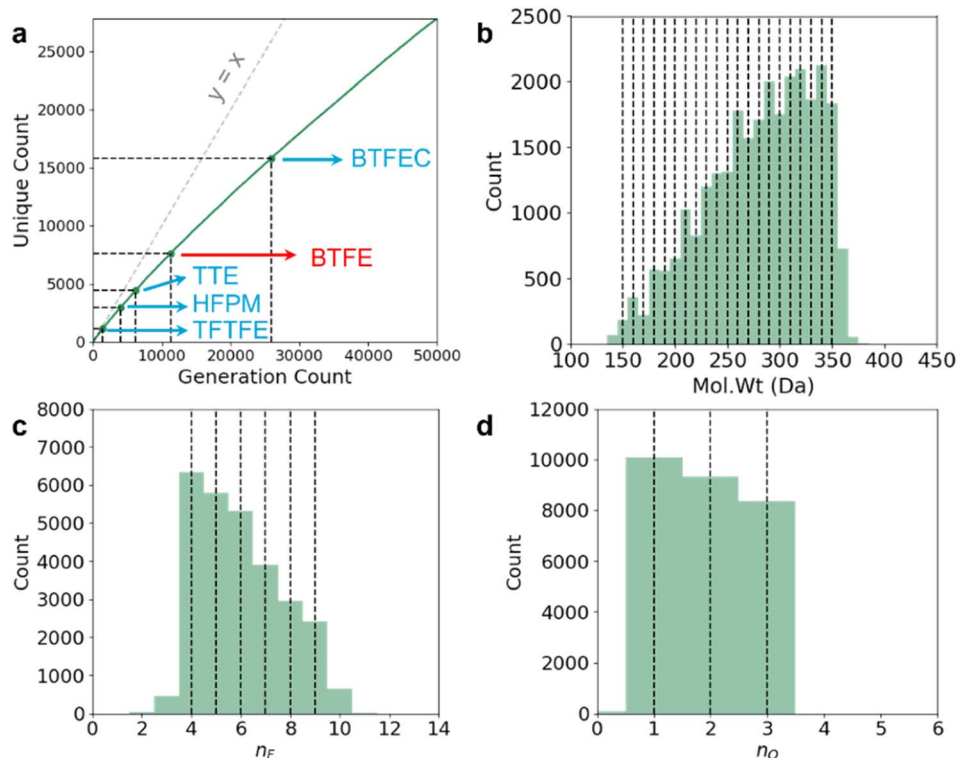 a
25000
20000
15000
10000
5000
0
Unique Count
y = x
BTFEC
BTFE
TTE
HFPM
TFTFE
0 10000 20000 30000 40000 50000
Generation Count
b
2500
2000
1500
1000
500
0
Count
100 150 200 250 300 350 400 450
Mol.Wt (Da)
c
8000
7000
6000
5000
4000
3000
2000
1000
0
Count
0 2 4 6 8 10 12 14
n_F
d
12000
10000
8000
6000
4000
2000
0
Count
0 1 2 3 4 5 6
n_O